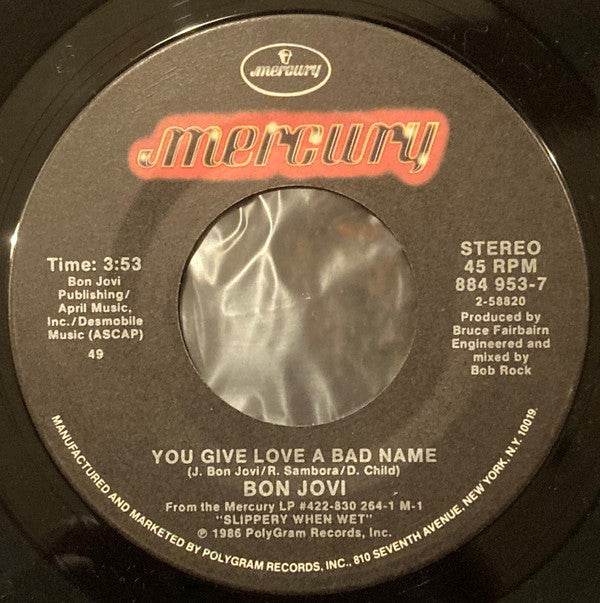 mercury
mercury
Time: 3:53
Bon Jovi
Publishing/
April Music,
Inc./Desmobile
Music (ASCAP)
49
STEREO
45 RPM
884 953-7
2-58820
Produced by
Bruce Fairbairn
Engineered and
mixed by
Bob Rock
YOU GIVE LOVE A BAD NAME
(J. Bon Jovi/R. Sambora/D. Child)
BON JOVI
From the Mercury LP #422-830 264-1 M-1
"SLIPPERY WHEN WET"
℗ 1986 PolyGram Records, Inc.
MANUFACTURED AND MARKETED BY POLYGRAM RECORDS, INC., 810 SEVENTH AVENUE, NEW YORK, N.Y. 10019.